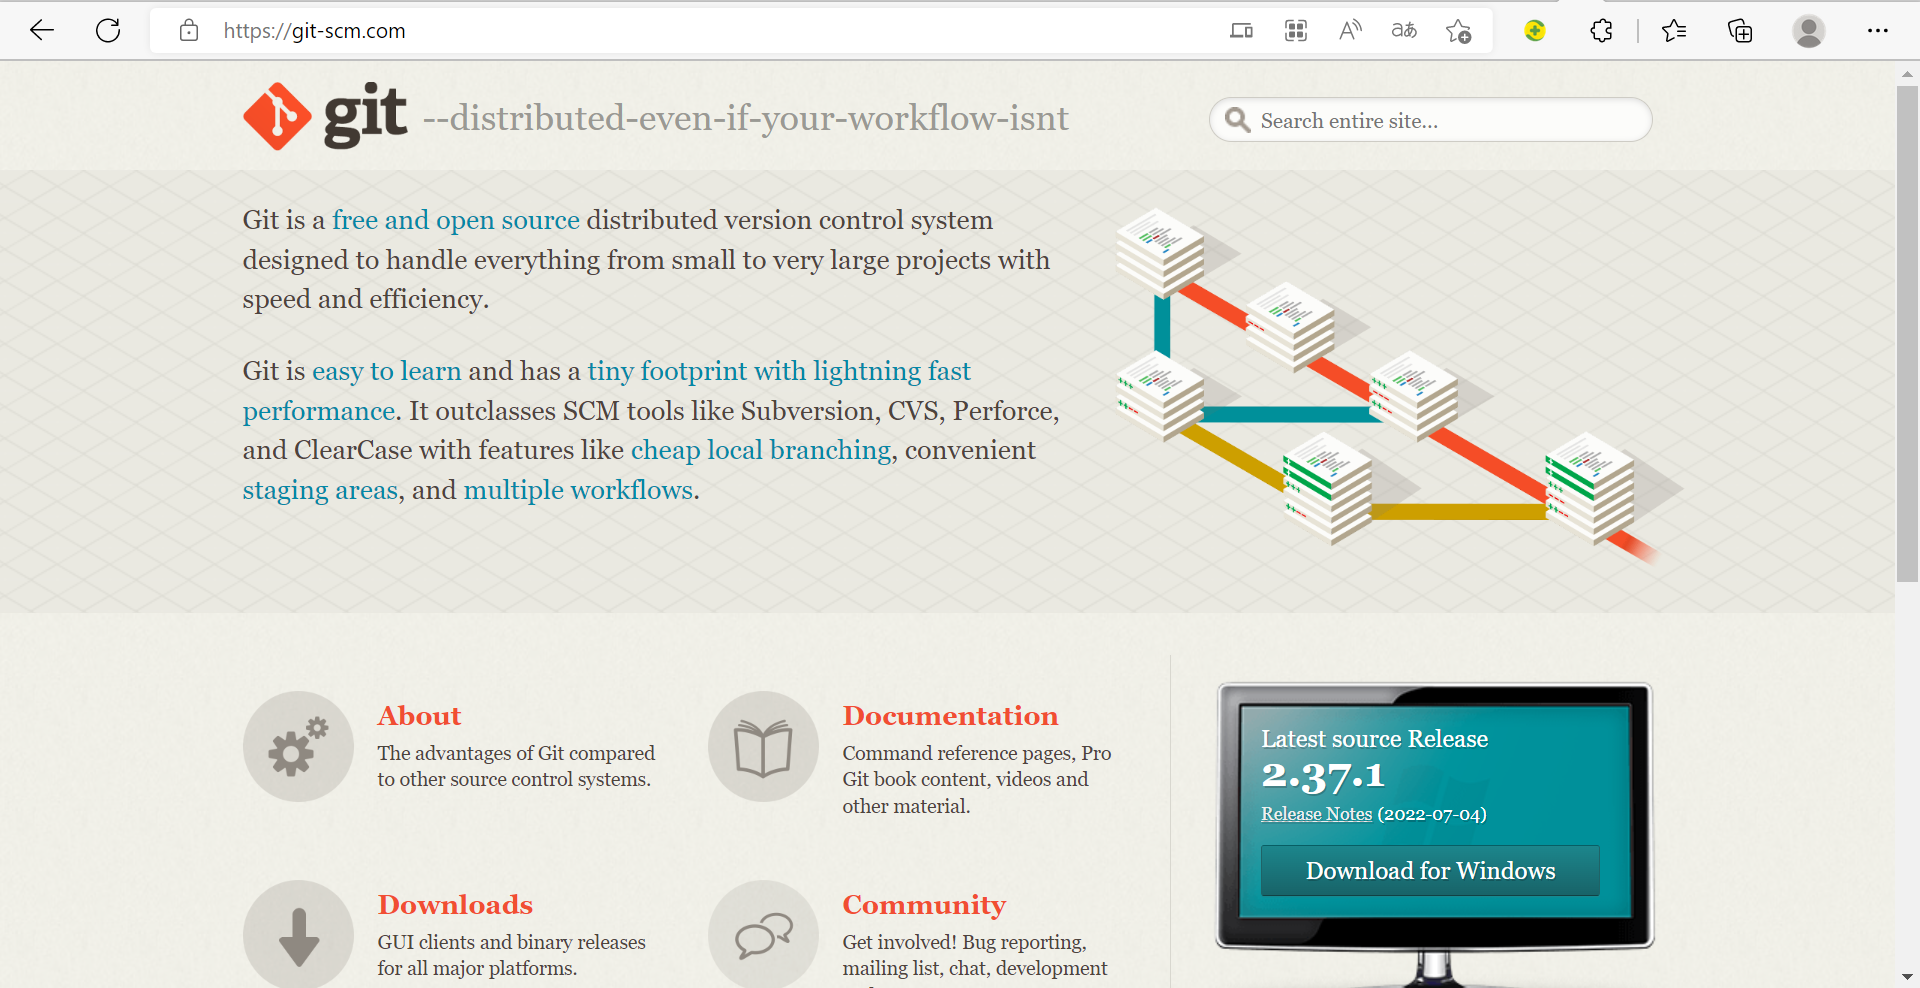 https://git-scm.com
git --distributed-even-if-your-workflow-isnt
Search entire site...
Git is a free and open source distributed version control system
designed to handle everything from small to very large projects with
speed and efficiency.
Git is easy to learn and has a tiny footprint with lightning fast
performance. It outclasses SCM tools like Subversion, CVS, Perforce,
and ClearCase with features like cheap local branching, convenient
staging areas, and multiple workflows.
About
The advantages of Git compared
to other source control systems.
Documentation
Command reference pages, Pro
Git book content, videos and
other material.
Downloads
GUI clients and binary releases
for all major platforms.
Community
Get involved! Bug reporting,
mailing list, chat, development
Latest source Release
2.37.1
Release Notes (2022-07-04)
Download for Windows